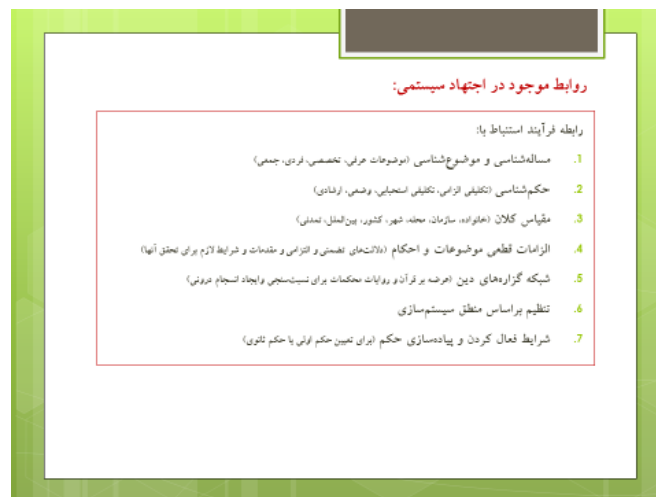 روابط موجود در اجتهاد سیستمی:
رابطه فرآیند استنباط با:
1. مساله‌شناسی و موضوع‌شناسی (موضوعات عرفی، تخصصی، فردی، جمعی)
2. حکم‌شناسی (تکلیفی الزامی، تکلیفی استحبابی، وضعی، ارشادی)
3. مقیاس کلان (خانواده، سازمان، محله، شهر، کشور، بین‌الملل، تمدنی)
4. الزامات قطعی موضوعات و احکام (دلالت‌های تضمنی و التزامی و مقدمات و شرایط لازم برای تحقق آنها)
5. شبکه گزاره‌های دین (عرضه بر قرآن و روایات محکمات برای نسبت‌سنجی وایجاد انسجام درونی)
6. تنظیم براساس منطق سیستم‌سازی
7. شرایط فعال کردن و پیاده‌سازی حکم (برای تعیین حکم اولی یا حکم ثانوی)